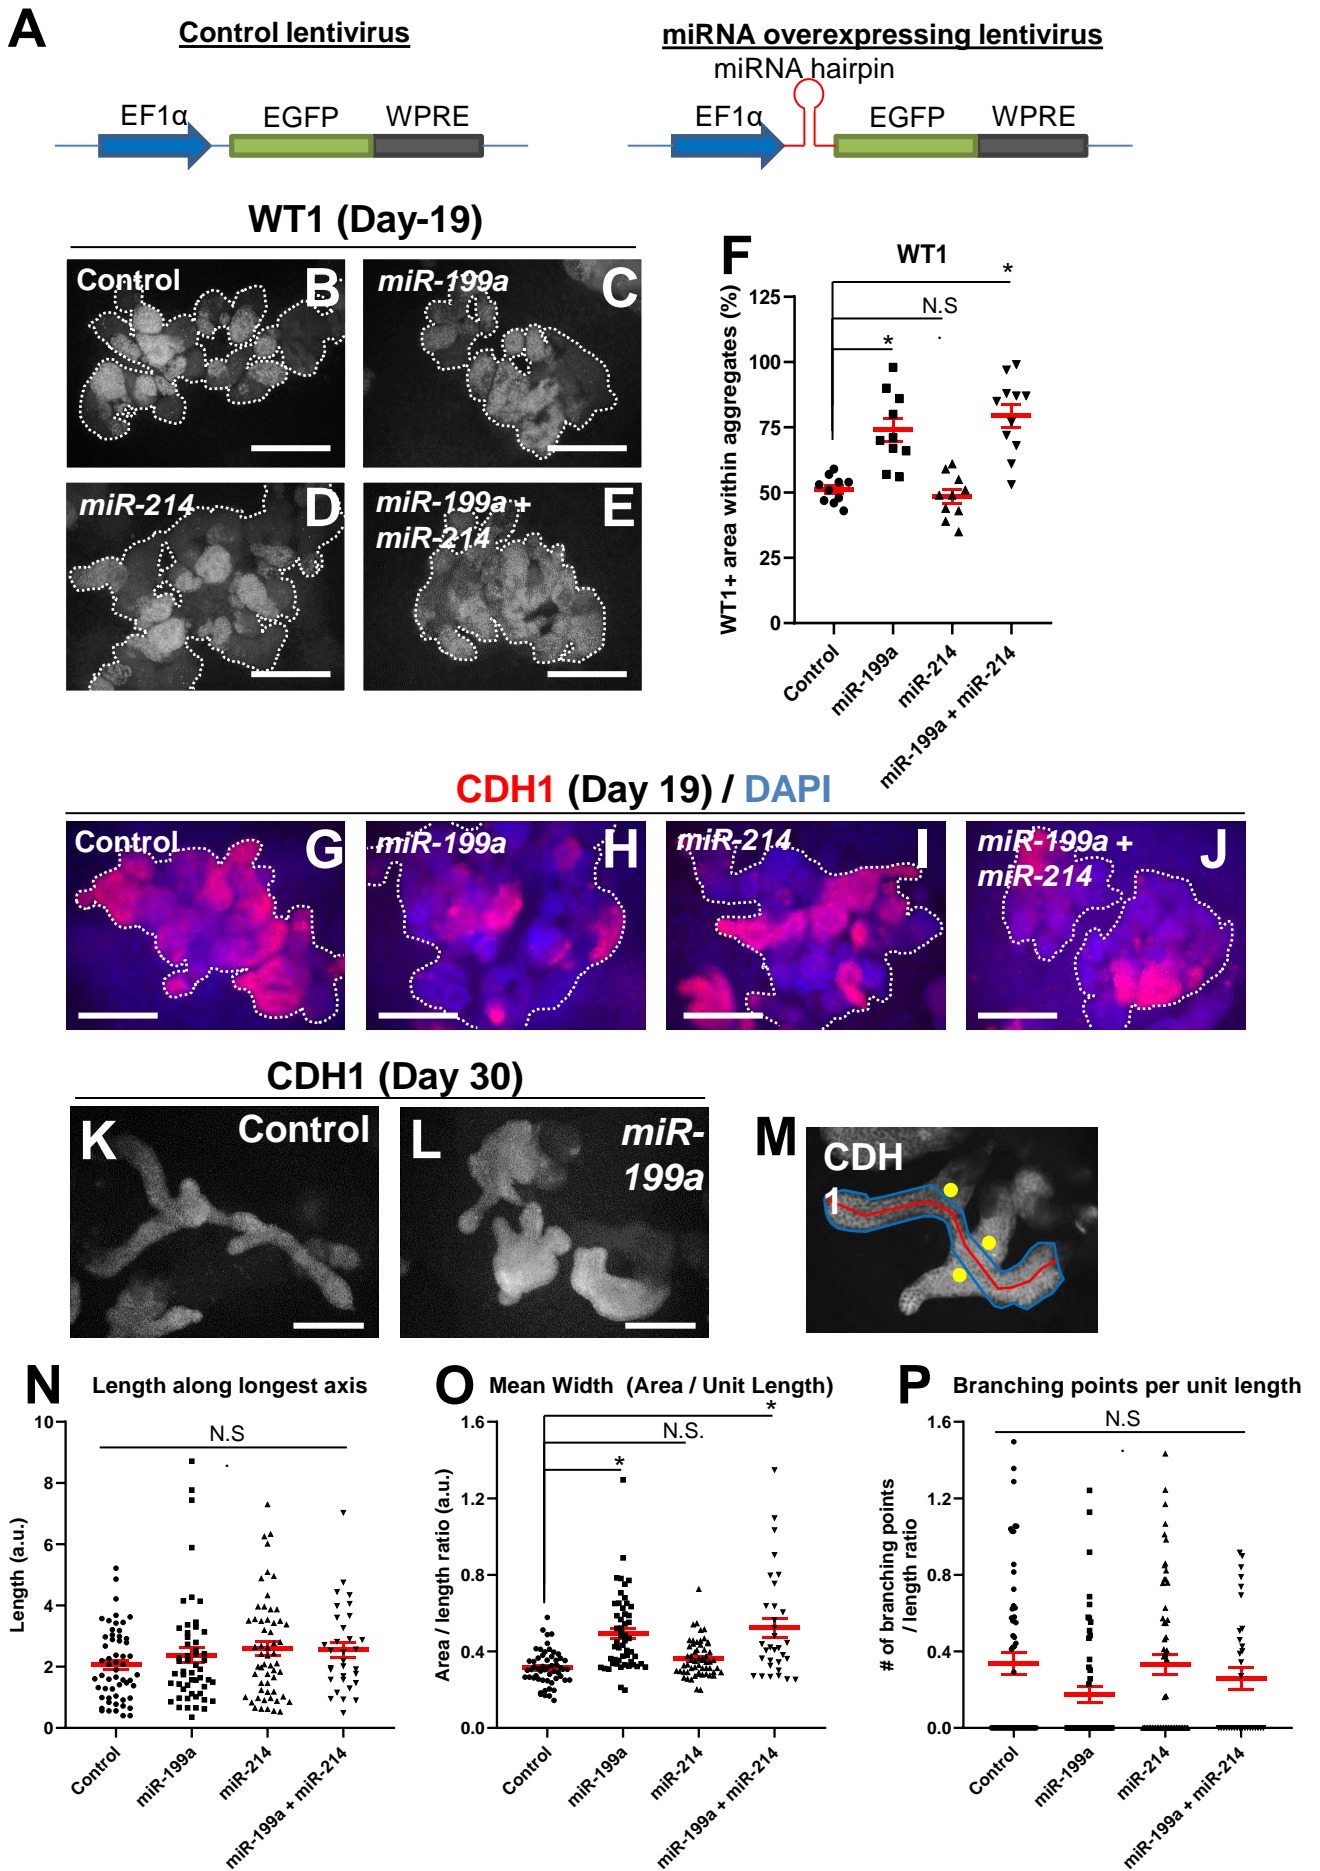 A
Control lentivirus
miRNA overexpressing lentivirus
miRNA hairpin
EF1α
EGFP
WPRE
EF1α
EGFP
WPRE
WT1 (Day-19)
Control
B
miR-199a
C
miR-214
D
miR-199a +
miR-214
E
F
WT1
*
N.S
*
WT1+ area within aggregates (%)
125
100
75
50
25
0
Control
miR-199a
miR-214
miR-199a + miR-214
CDH1 (Day 19) / DAPI
Control
G
miR-199a
H
miR-214
I
miR-199a +
miR-214
J
CDH1 (Day 30)
K
Control
L
miR-
199a
M
CDH
1
N
Length along longest axis
N.S
Length (a.u.)
10
8
6
4
2
0
Control
miR-199a
miR-214
miR-199a + miR-214
O
Mean Width (Area / Unit Length)
*
N.S.
*
Area / length ratio (a.u.)
1.6
1.2
0.8
0.4
0.0
Control
miR-199a
miR-214
miR-199a + miR-214
P
Branching points per unit length
N.S
# of branching points
/ length ratio
1.6
1.2
0.8
0.4
0.0
Control
miR-199a
miR-214
miR-199a + miR-214